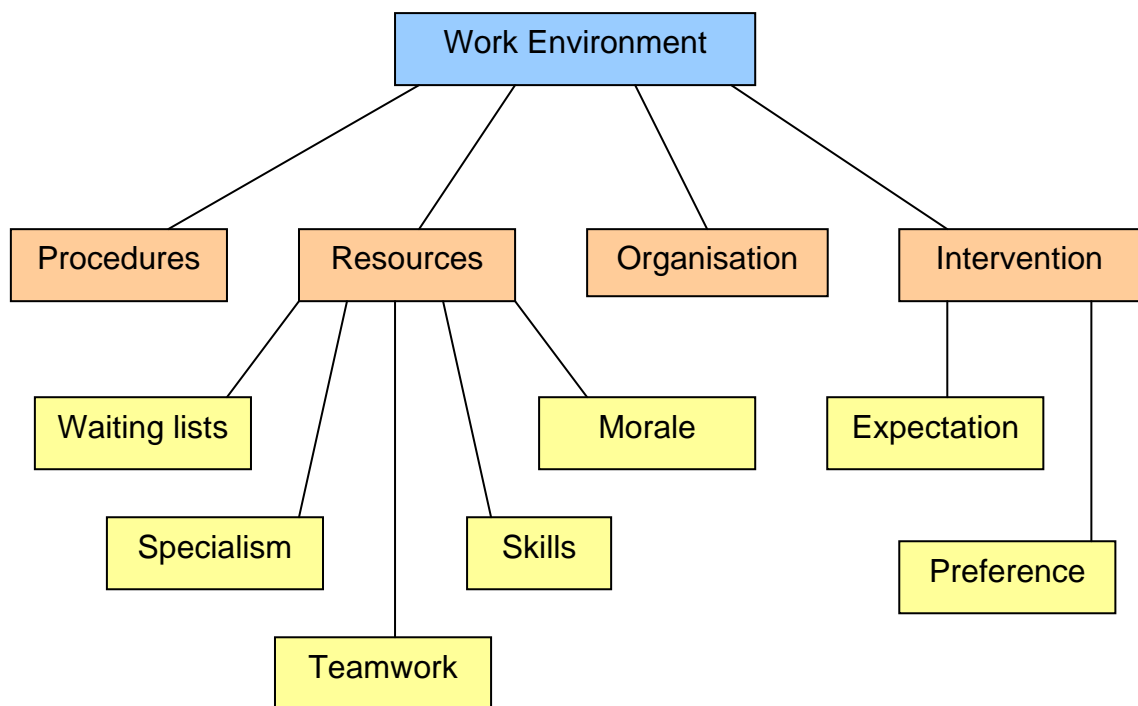 Work Environment
Procedures
Resources
Organisation
Intervention
Waiting lists
Morale
Expectation
Specialism
Skills
Preference
Teamwork